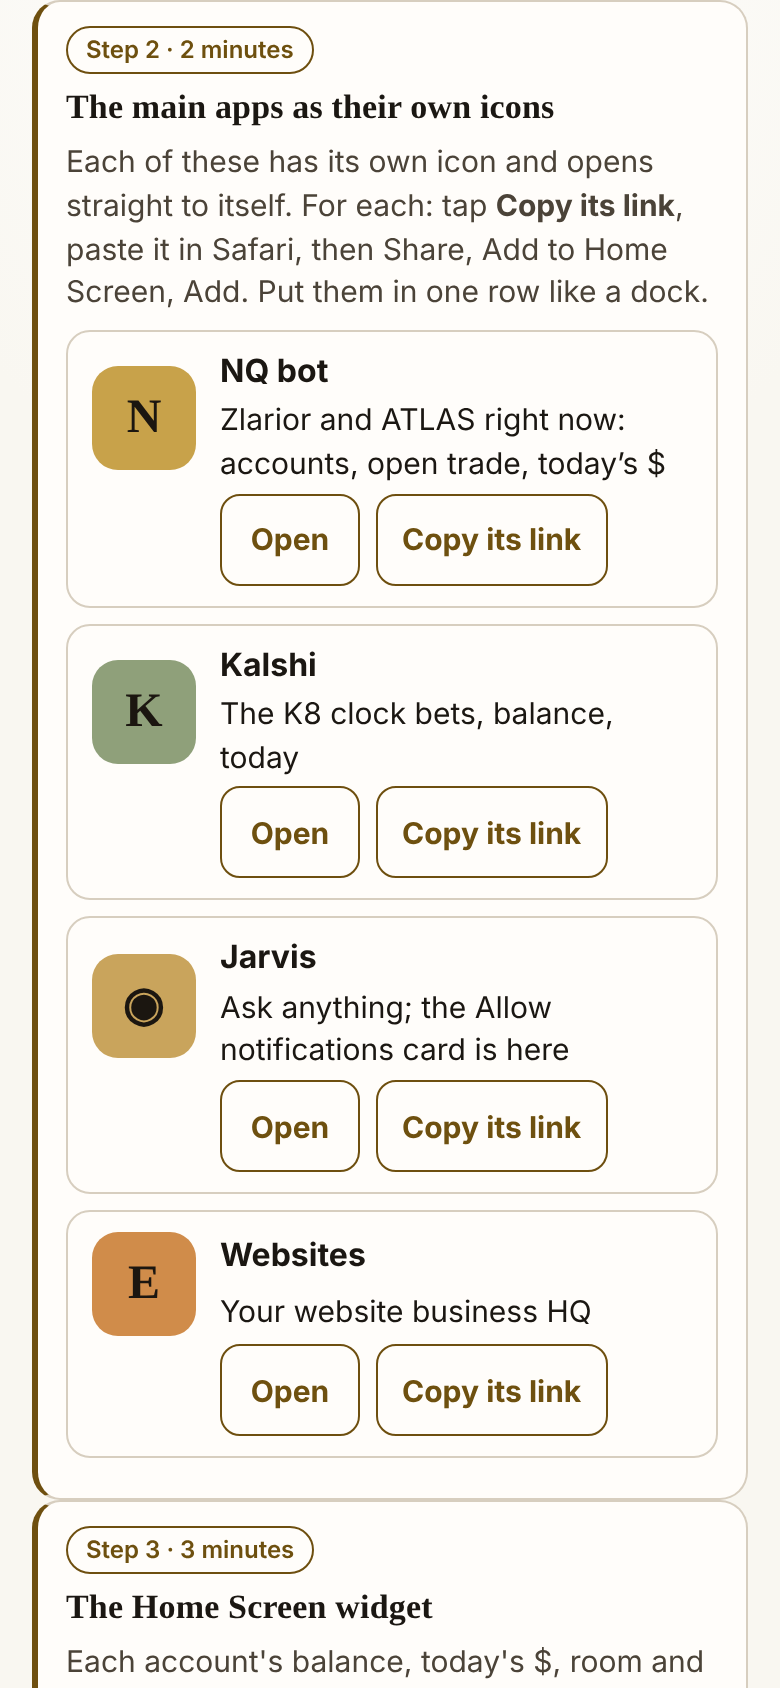 Step 2 · 2 minutes
The main apps as their own icons
Each of these has its own icon and opens
straight to itself. For each: tap Copy its link,
paste it in Safari, then Share, Add to Home
Screen, Add. Put them in one row like a dock.
N
NQ bot
Zlarior and ATLAS right now:
accounts, open trade, today’s $
Open
Copy its link
K
Kalshi
The K8 clock bets, balance,
today
Open
Copy its link
Jarvis
Ask anything; the Allow
notifications card is here
Open
Copy its link
E
Websites
Your website business HQ
Open
Copy its link
Step 3 · 3 minutes
The Home Screen widget
Each account's balance, today's $, room and